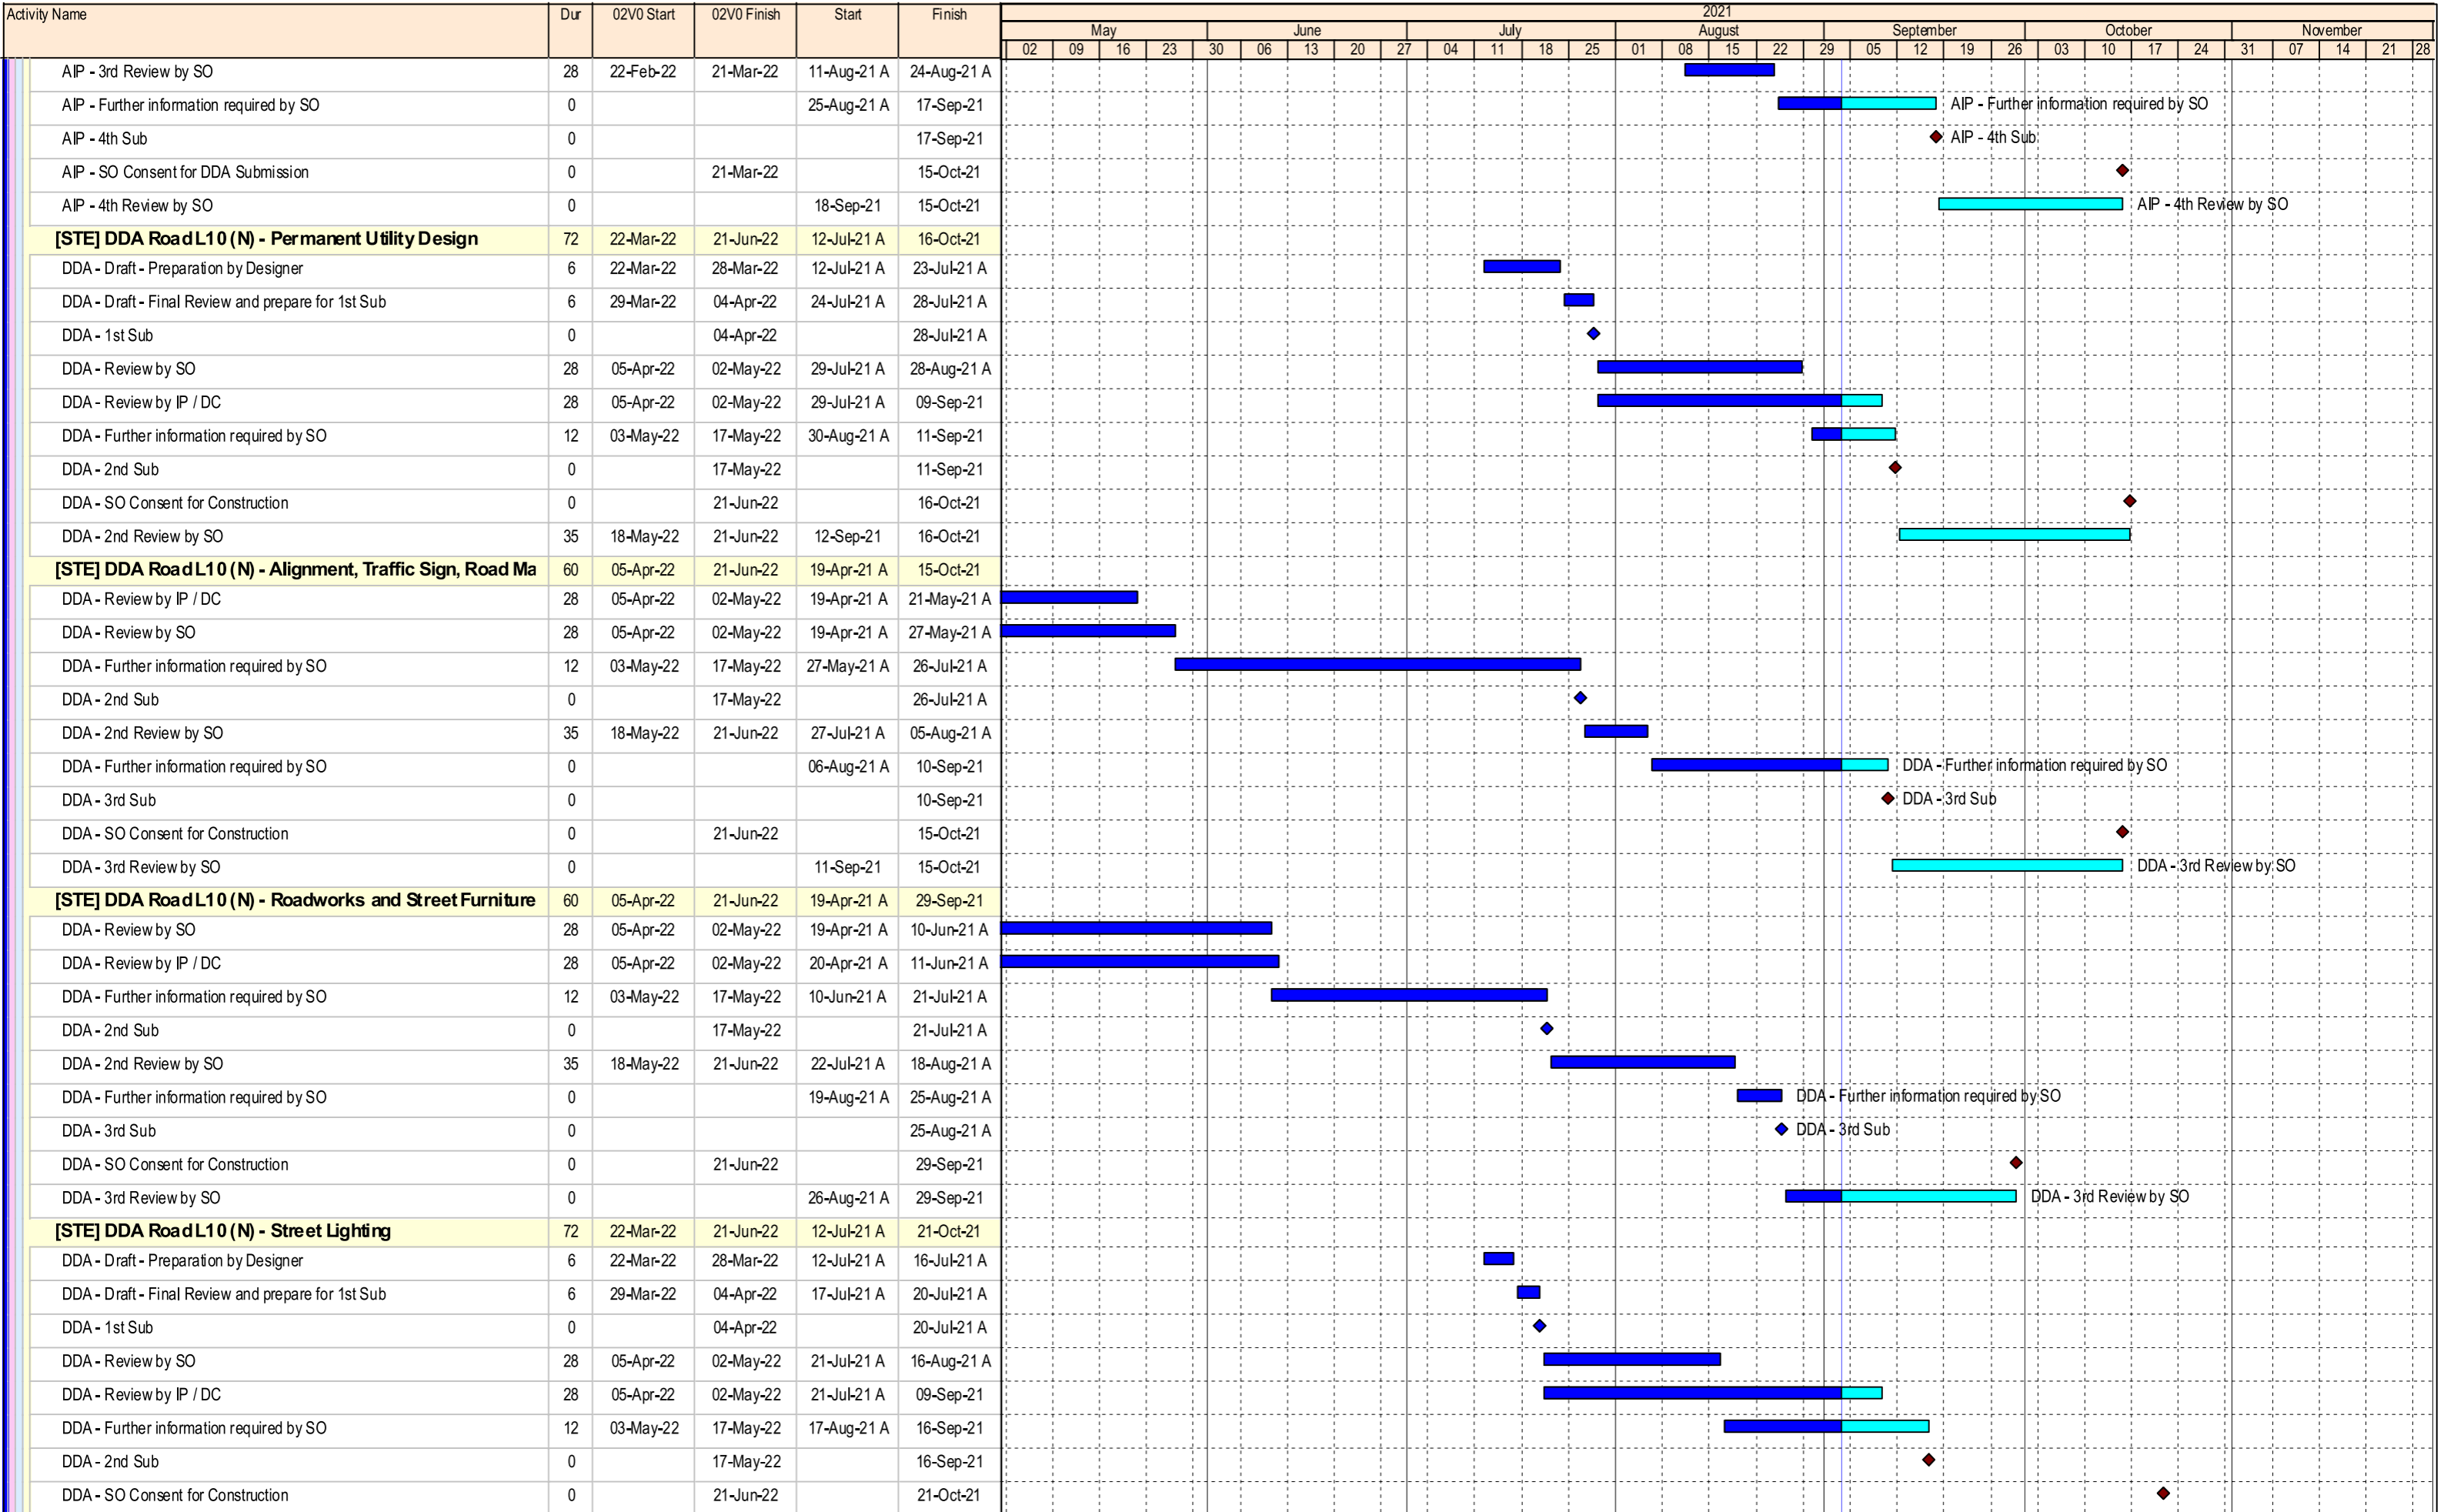 2021
Activity Name Dur 02V0 Start 02V0 Finish Start Finish May June July August September October November
02 09 16 23 30 06 13 20 27 04 11 18 25 01 08 15 22 29 05 12 19 26 03 10 17 24 31 07 14 21 28
AIP - 3rd Review by SO 28 22-Feb-22 21-Mar-22 11-Aug-21 A 24-Aug-21 A
AIP - Further information required by SO 0 25-Aug-21 A 17-Sep-21 AIP - Further information required by SO
AIP - 4th Sub 0 17-Sep-21 AIP - 4th Sub
AIP - SO Consent for DDA Submission 0 21-Mar-22 15-Oct-21
AIP - 4th Review by SO 0 18-Sep-21 15-Oct-21 AIP - 4th Review by SO
[STE] DDA Road L10 (N) - Permanent Utility Design 72 22-Mar-22 21-Jun-22 12-Jul-21 A 16-Oct-21
DDA - Draft - Preparation by Designer 6 22-Mar-22 28-Mar-22 12-Jul-21 A 23-Jul-21 A
DDA - Draft - Final Review and prepare for 1st Sub 6 29-Mar-22 04-Apr-22 24-Jul-21 A 28-Jul-21 A
DDA - 1st Sub 0 04-Apr-22 28-Jul-21 A
DDA - Review by SO 28 05-Apr-22 02-May-22 29-Jul-21 A 28-Aug-21 A
DDA - Review by IP / DC 28 05-Apr-22 02-May-22 29-Jul-21 A 09-Sep-21
DDA - Further information required by SO 12 03-May-22 17-May-22 30-Aug-21 A 11-Sep-21
DDA - 2nd Sub 0 17-May-22 11-Sep-21
DDA - SO Consent for Construction 0 21-Jun-22 16-Oct-21
DDA - 2nd Review by SO 35 18-May-22 21-Jun-22 12-Sep-21 16-Oct-21
[STE] DDA Road L10 (N) - Alignment, Traffic Sign, Road Ma 60 05-Apr-22 21-Jun-22 19-Apr-21 A 15-Oct-21
DDA - Review by IP / DC 28 05-Apr-22 02-May-22 19-Apr-21 A 21-May-21 A
DDA - Review by SO 28 05-Apr-22 02-May-22 19-Apr-21 A 27-May-21 A
DDA - Further information required by SO 12 03-May-22 17-May-22 27-May-21 A 26-Jul-21 A
DDA - 2nd Sub 0 17-May-22 26-Jul-21 A
DDA - 2nd Review by SO 35 18-May-22 21-Jun-22 27-Jul-21 A 05-Aug-21 A
DDA - Further information required by SO 0 06-Aug-21 A 10-Sep-21 DDA - Further information required by SO
DDA - 3rd Sub 0 10-Sep-21 DDA - 3rd Sub
DDA - SO Consent for Construction 0 21-Jun-22 15-Oct-21
DDA - 3rd Review by SO 0 11-Sep-21 15-Oct-21 DDA - 3rd Review by SO
[STE] DDA Road L10 (N) - Roadworks and Street Furniture 60 05-Apr-22 21-Jun-22 19-Apr-21 A 29-Sep-21
DDA - Review by SO 28 05-Apr-22 02-May-22 19-Apr-21 A 10-Jun-21 A
DDA - Review by IP / DC 28 05-Apr-22 02-May-22 20-Apr-21 A 11-Jun-21 A
DDA - Further information required by SO 12 03-May-22 17-May-22 10-Jun-21 A 21-Jul-21 A
DDA - 2nd Sub 0 17-May-22 21-Jul-21 A
DDA - 2nd Review by SO 35 18-May-22 21-Jun-22 22-Jul-21 A 18-Aug-21 A
DDA - Further information required by SO 0 19-Aug-21 A 25-Aug-21 A DDA - Further information required by SO
DDA - 3rd Sub 0 25-Aug-21 A DDA - 3rd Sub
DDA - SO Consent for Construction 0 21-Jun-22 29-Sep-21
DDA - 3rd Review by SO 0 26-Aug-21 A 29-Sep-21 DDA - 3rd Review by SO
[STE] DDA Road L10 (N) - Street Lighting 72 22-Mar-22 21-Jun-22 12-Jul-21 A 21-Oct-21
DDA - Draft - Preparation by Designer 6 22-Mar-22 28-Mar-22 12-Jul-21 A 16-Jul-21 A
DDA - Draft - Final Review and prepare for 1st Sub 6 29-Mar-22 04-Apr-22 17-Jul-21 A 20-Jul-21 A
DDA - 1st Sub 0 04-Apr-22 20-Jul-21 A
DDA - Review by SO 28 05-Apr-22 02-May-22 21-Jul-21 A 16-Aug-21 A
DDA - Review by IP / DC 28 05-Apr-22 02-May-22 21-Jul-21 A 09-Sep-21
DDA - Further information required by SO 12 03-May-22 17-May-22 17-Aug-21 A 16-Sep-21
DDA - 2nd Sub 0 17-May-22 16-Sep-21
DDA - SO Consent for Construction 0 21-Jun-22 21-Oct-21